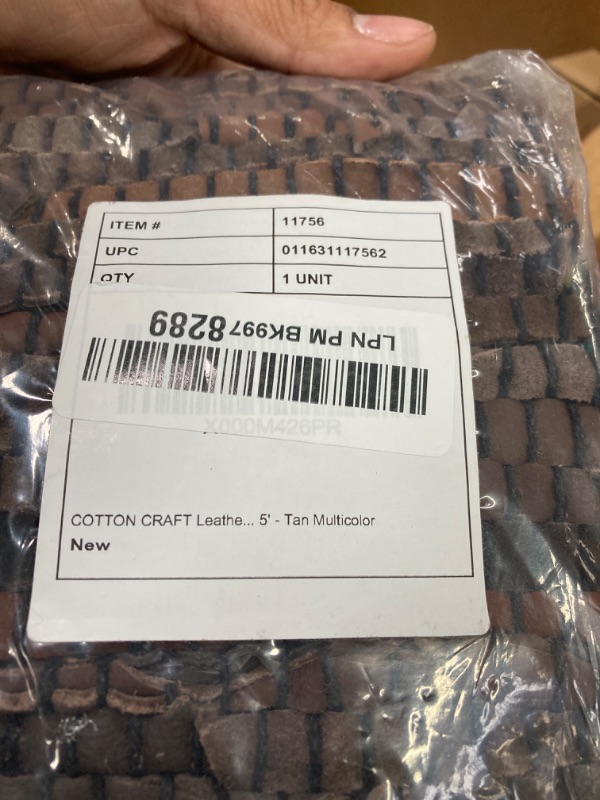 ITEM # 11756
UPC 011631117562
QTY 1 UNIT
LPN PM BK9978289
X000M426PR
COTTON CRAFT Leathe... 5' - Tan Multicolor
New